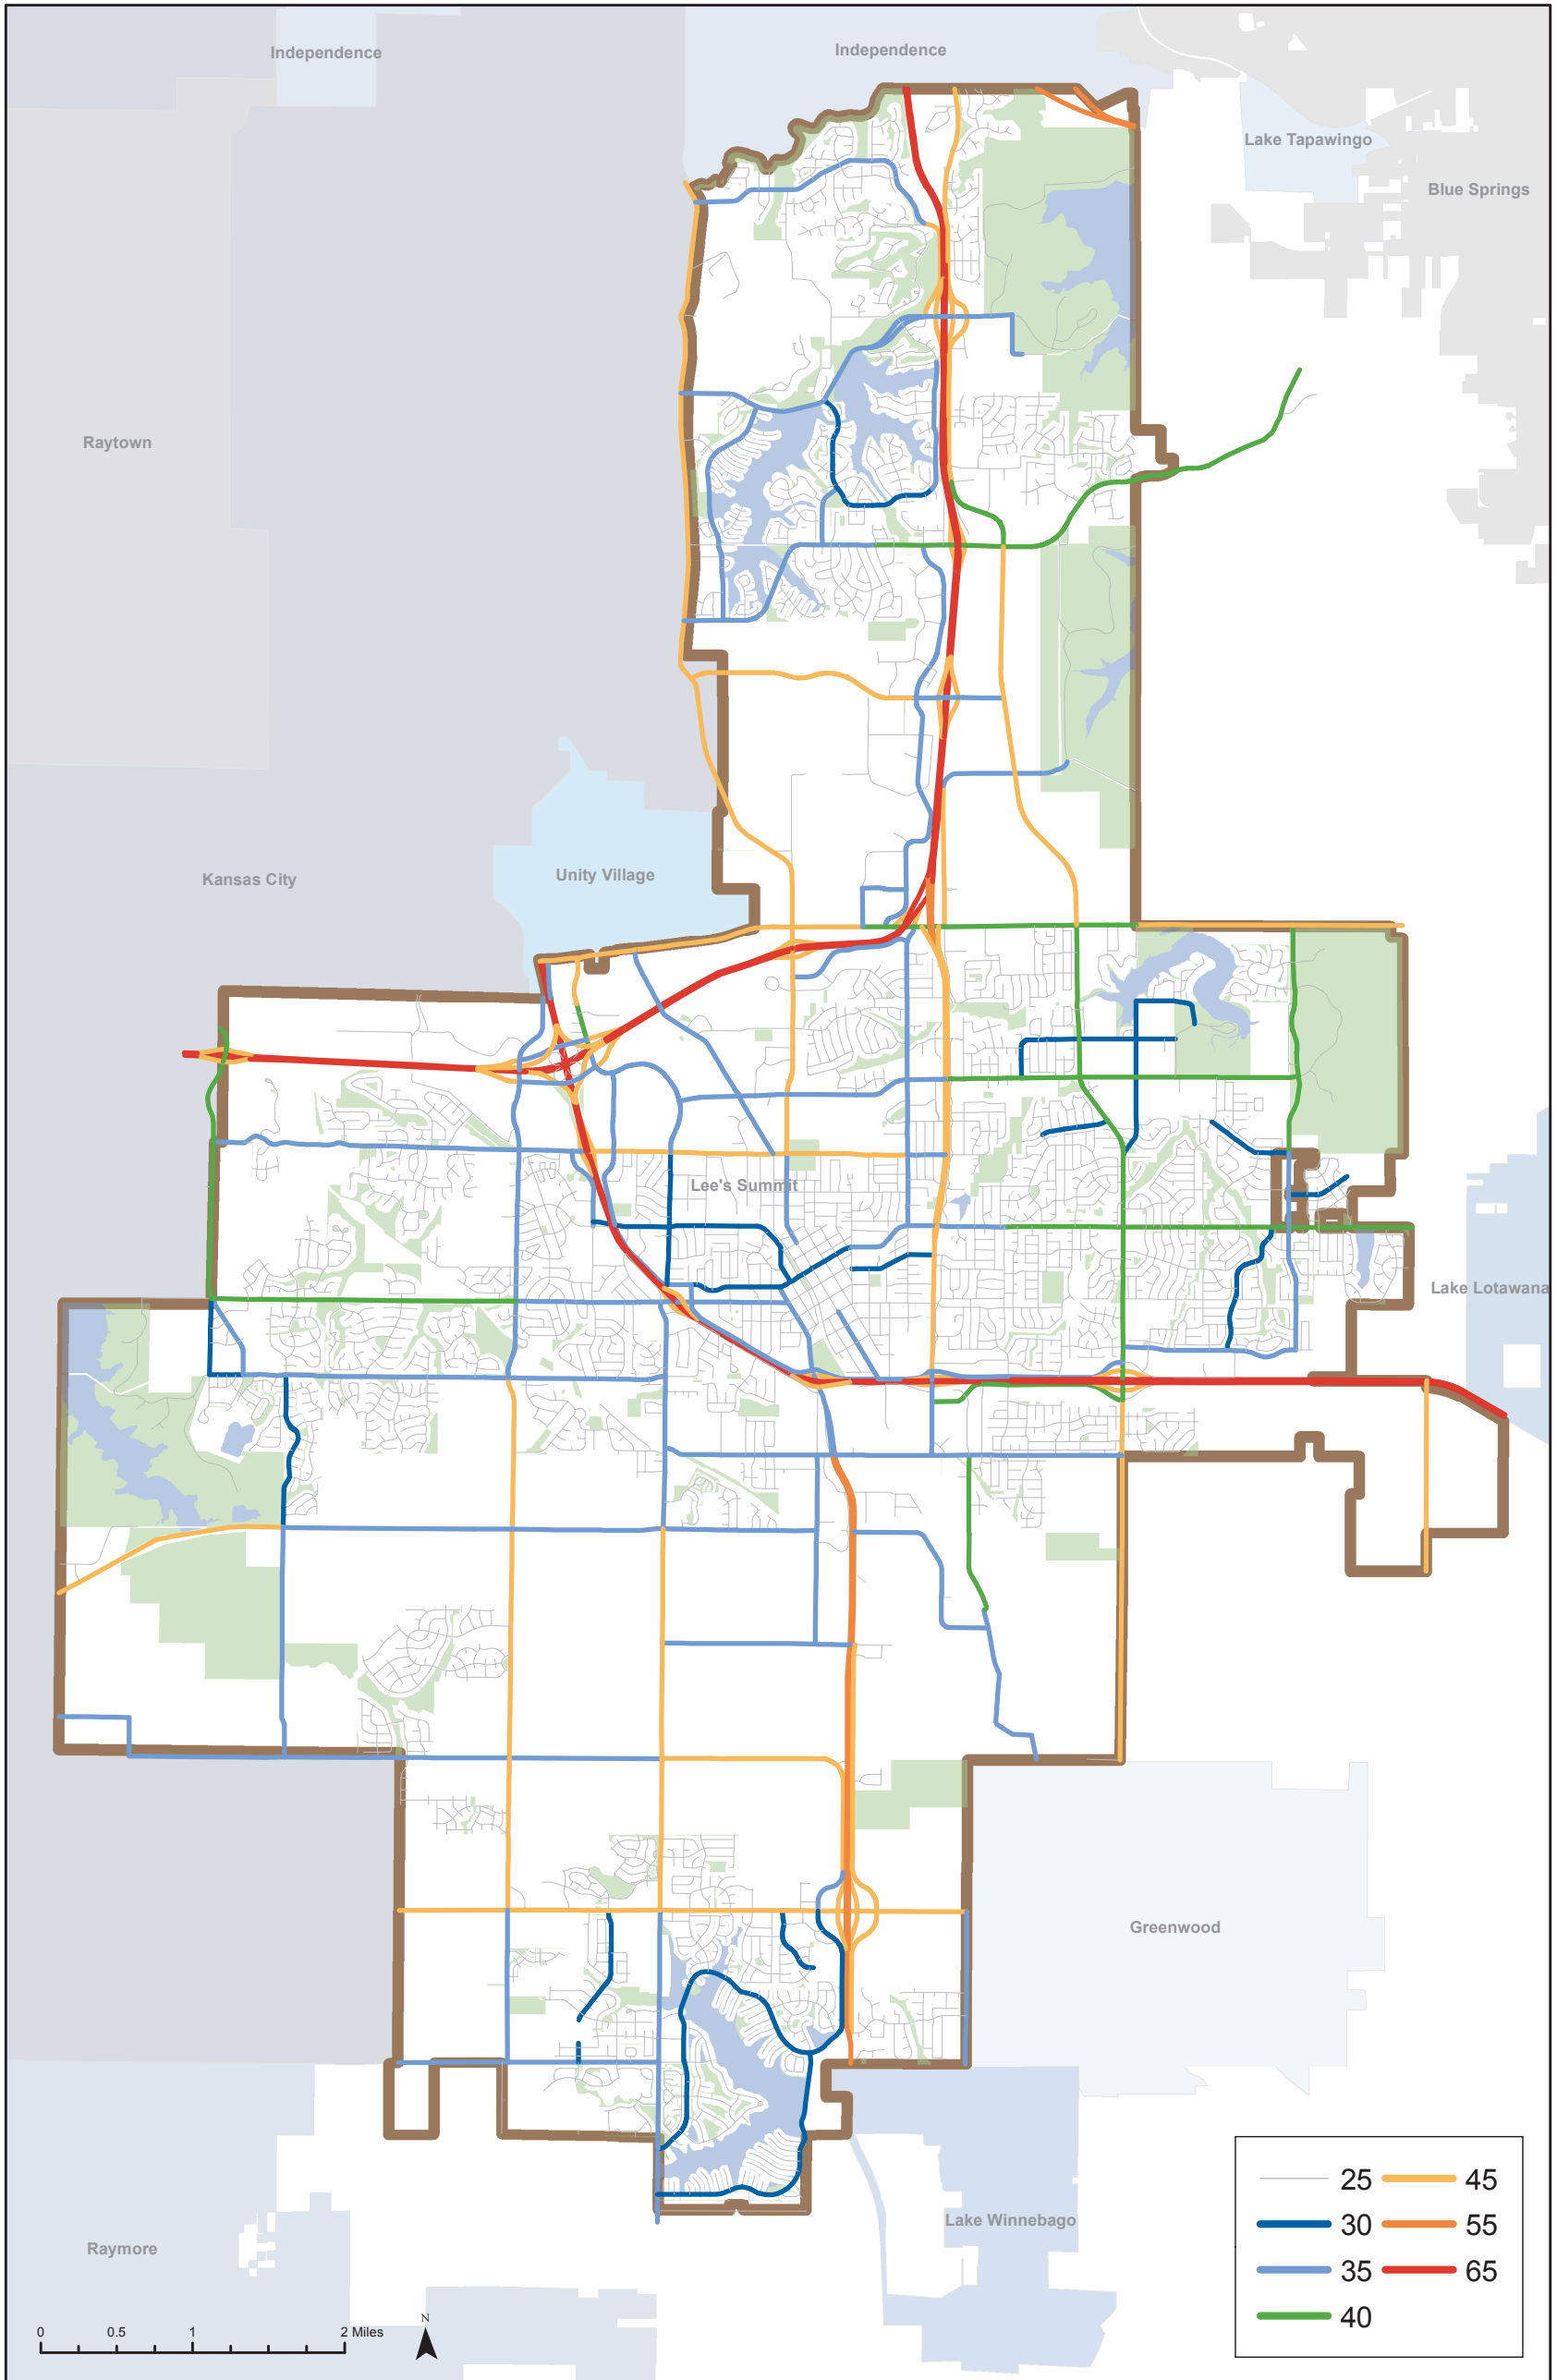 Independence
Independence
Lake Tapawingo
Blue Springs
Raytown
Kansas City
Unity Village
Lee's Summit
Lake Lotawana
Greenwood
Lake Winnebago
Raymore
0 0.5 1 2 Miles
N
25 45
30 55
35 65
40